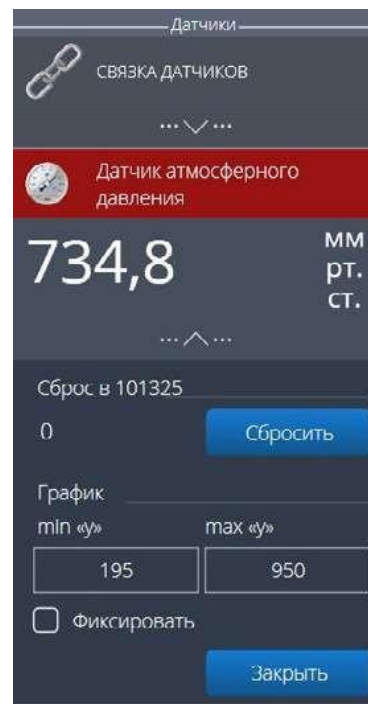 Датчики
СВЯЗКА ДАТЧИКОВ
Датчик атмосферного
давления
734,8
мм
рт.
ст.
Сброс в 101325
0
Сбросить
График
min «y»
max «y»
195
950
Фиксировать
Закрыть